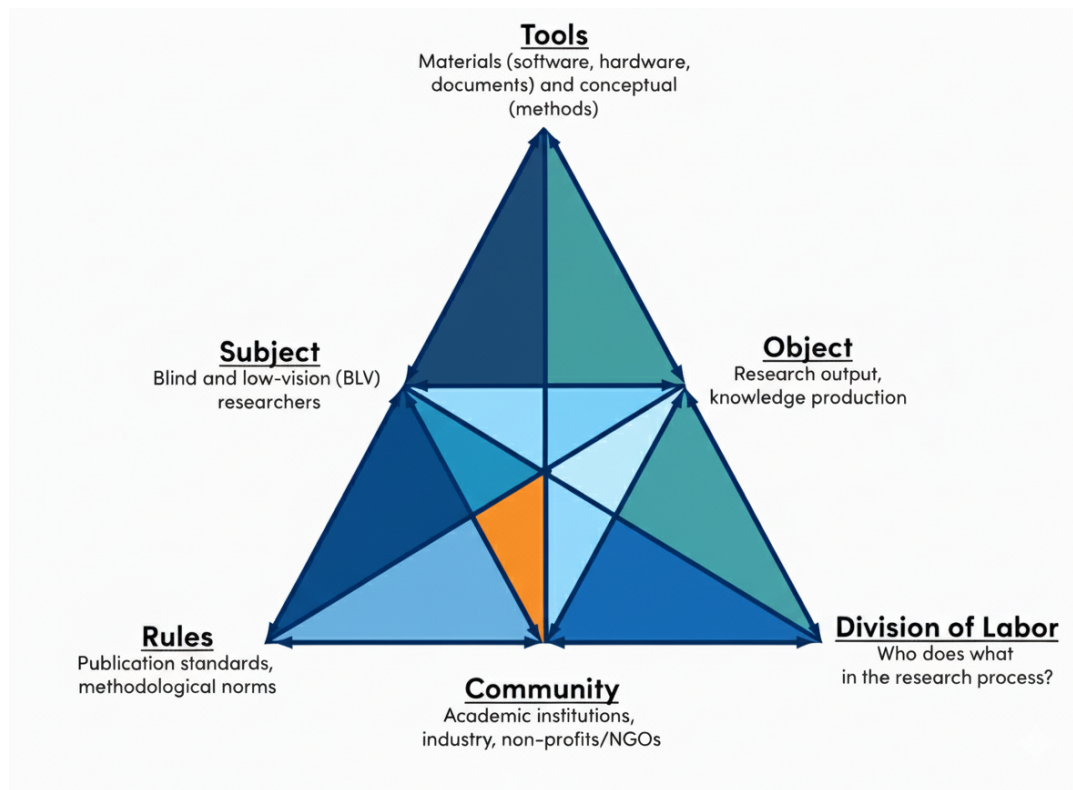 Tools
Materials (software, hardware,
documents) and conceptual
(methods)
Subject
Blind and low-vision (BLV)
researchers
Object
Research output,
knowledge production
Rules
Publication standards,
methodological norms
Community
Academic institutions,
industry, non-profits/NGOs
Division of Labor
Who does what
in the research process?